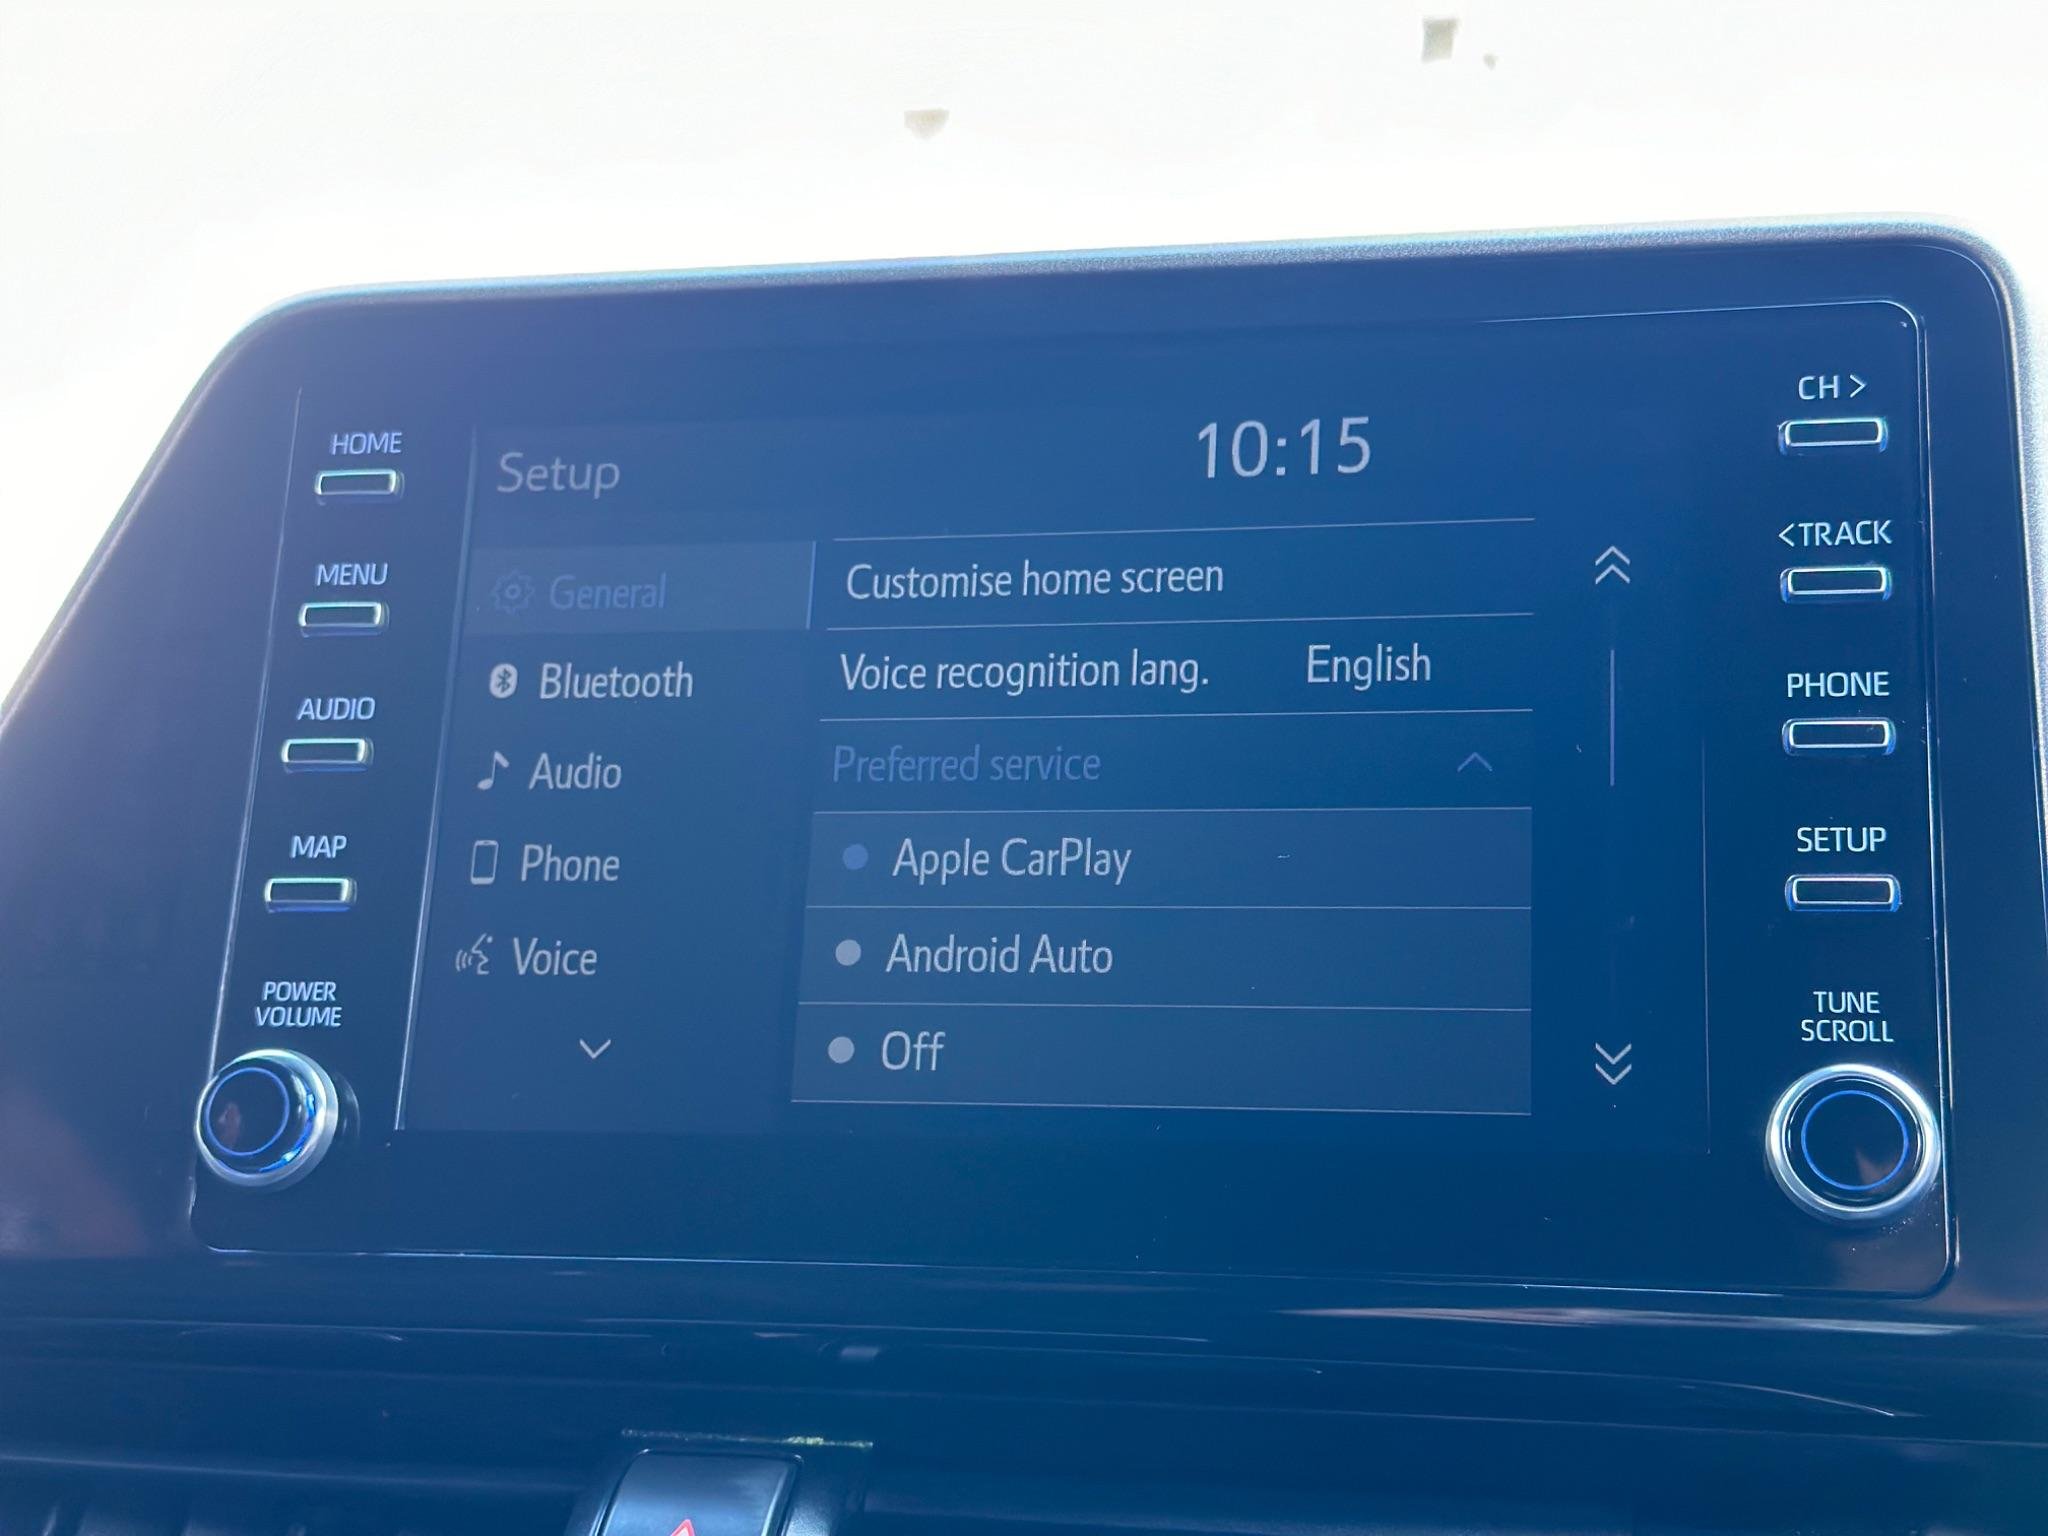 HOME
MENU
AUDIO
MAP
POWER
VOLUME
Setup
10:15
General
Bluetooth
Audio
Phone
Voice
Customise home screen
Voice recognition lang. English
Preferred service
Apple CarPlay
Android Auto
Off
CH >
<TRACK
PHONE
SETUP
TUNE
SCROLL